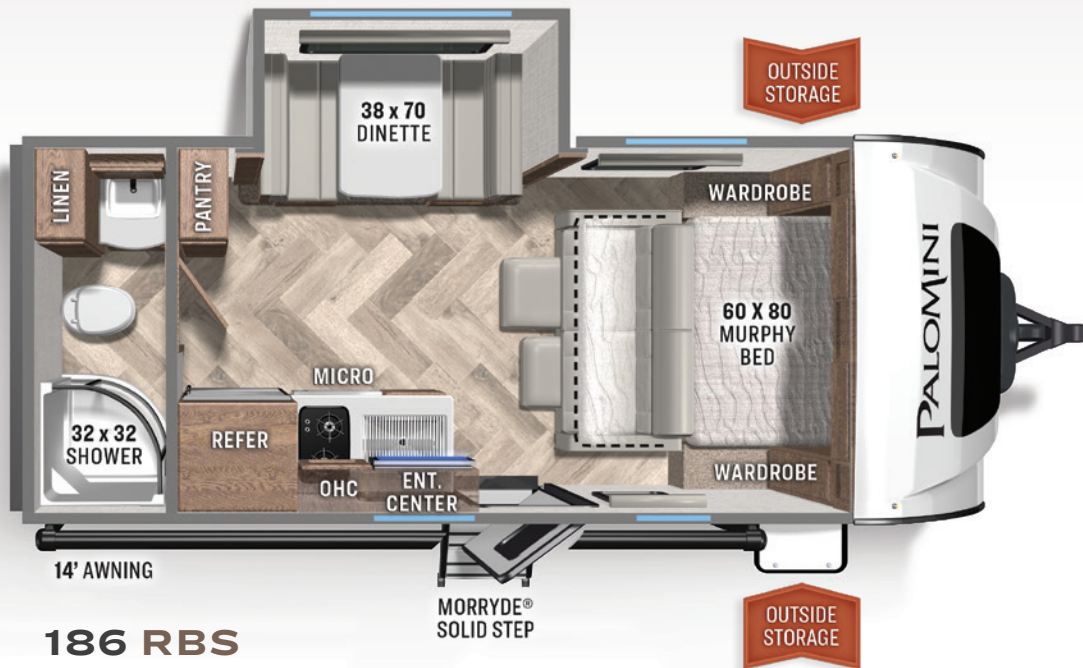 OUTSIDE
STORAGE
38 x 70
DINETTE
LINEN
PANTRY
WARDROBE
60 X 80
MURPHY
BED
PALOMINI
MICRO
32 x 32
SHOWER
REFER
OHC
ENT.
CENTER
WARDROBE
14' AWNING
MORRYDE®
SOLID STEP
OUTSIDE
STORAGE
186 RBS